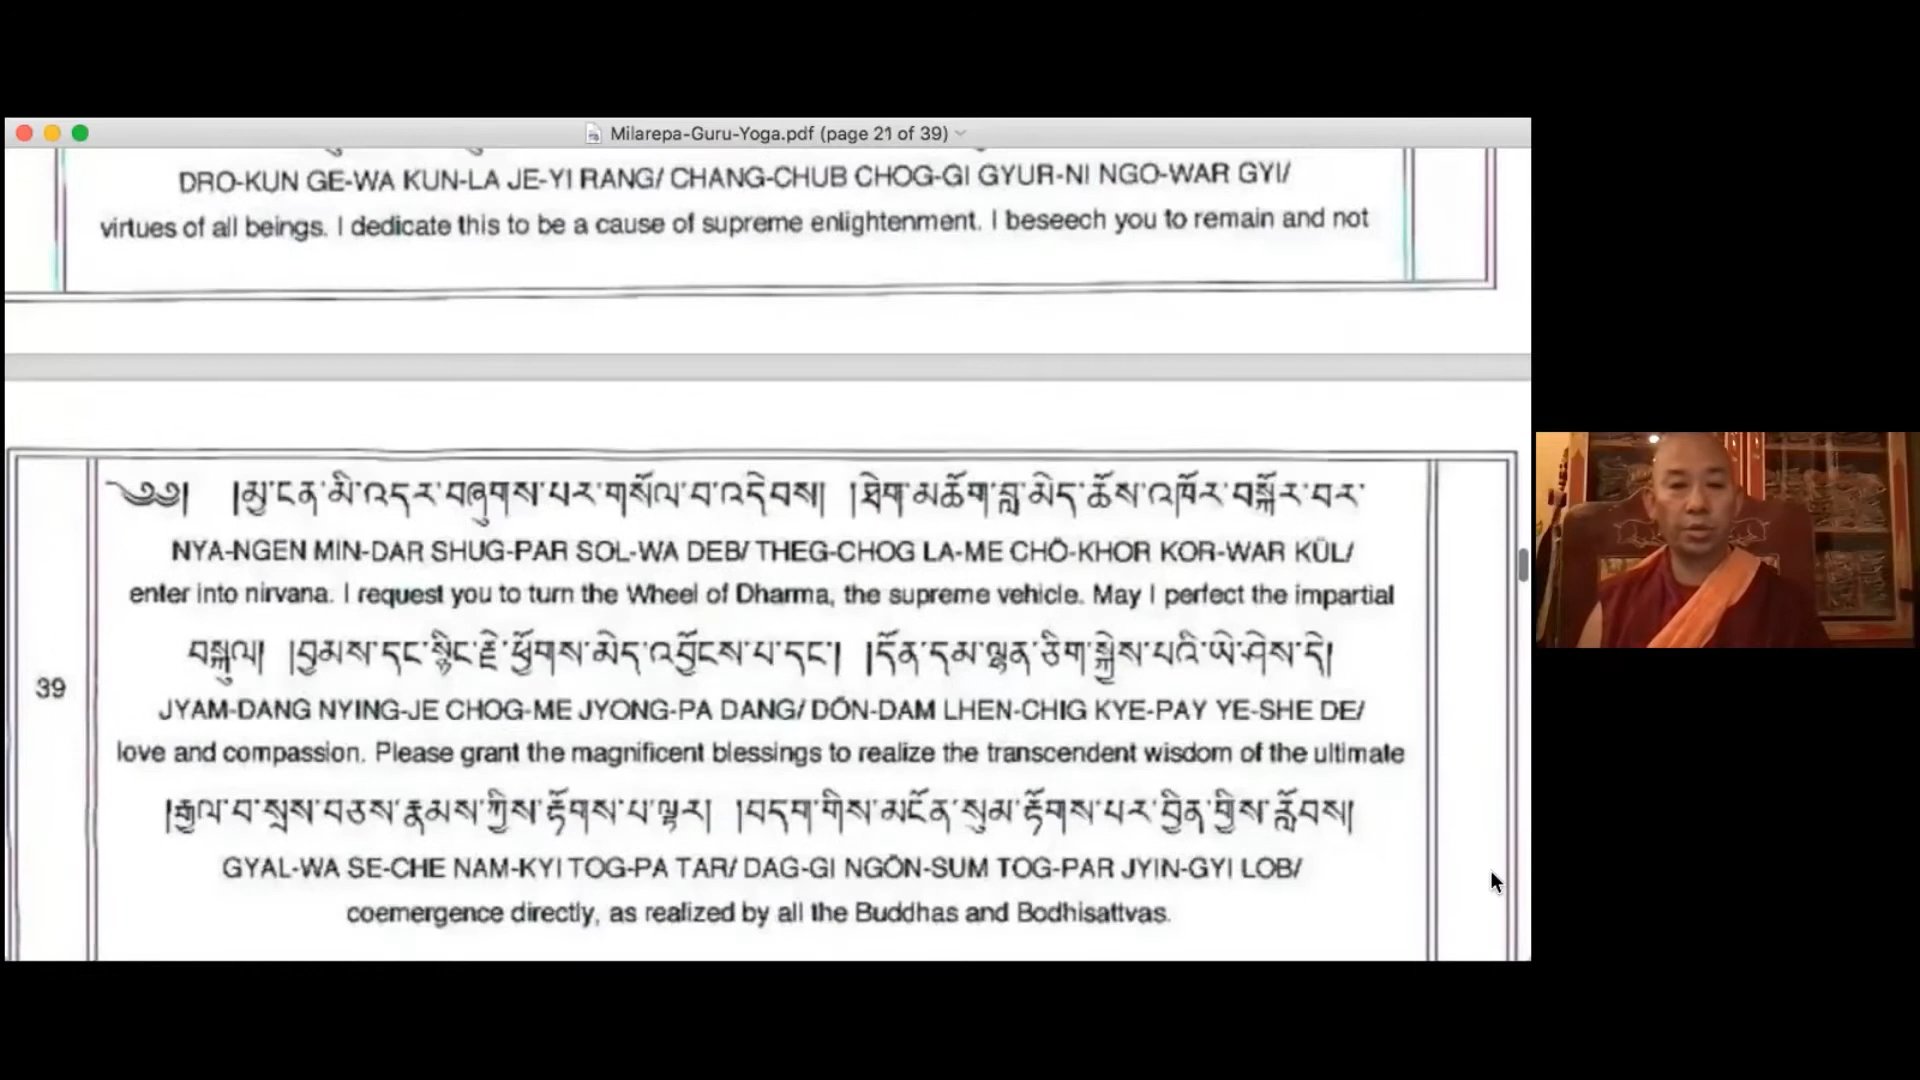 Milarepa-Guru-Yoga.pdf (page 21 of 39)
DRO-KUN GE-WA KUN-LA JE-YI RANG/ CHANG-CHUB CHOG-GI GYUR-NI NGO-WAR GYI/
virtues of all beings. I dedicate this to be a cause of supreme enlightenment. I beseech you to remain and not
༄༅། །མྱ་ངན་མི་འདར་བཞུགས་པར་གསོལ་བ་འདེབས།། །ཐེག་མཆོག་བླ་མེད་ཆོས་འཁོར་བསྐོར་བར་
NYA-NGEN MIN-DAR SHUG-PAR SOL-WA DEB/ THEG-CHOG LA-ME CHÖ-KHOR KOR-WAR KÜL/
enter into nirvana. I request you to turn the Wheel of Dharma, the supreme vehicle. May I perfect the impartial
བསྐུལ། །བྱམས་དང་སྙིང་རྗེ་ཕྱོགས་མེད་འབྱོངས་པ་དང་། །དོན་དམ་ལྷན་ཅིག་སྐྱེས་པའི་ཡེ་ཤེས་དེ།
39
JYAM-DANG NYING-JE CHOG-ME JYONG-PA DANG/ DÖN-DAM LHEN-CHIG KYE-PAY YE-SHE DE/
love and compassion. Please grant the magnificent blessings to realize the transcendent wisdom of the ultimate
།རྒྱལ་བ་སྲས་བཅས་རྣམས་ཀྱིས་རྟོགས་པ་ལྟར། །བདག་གིས་མངོན་སུམ་རྟོགས་པར་བྱིན་གྱིས་རློབས།
GYAL-WA SE-CHE NAM-KYI TOG-PA TAR/ DAG-GI NGÖN-SUM TOG-PAR JYIN-GYI LOB/
coemergence directly, as realized by all the Buddhas and Bodhisattvas.